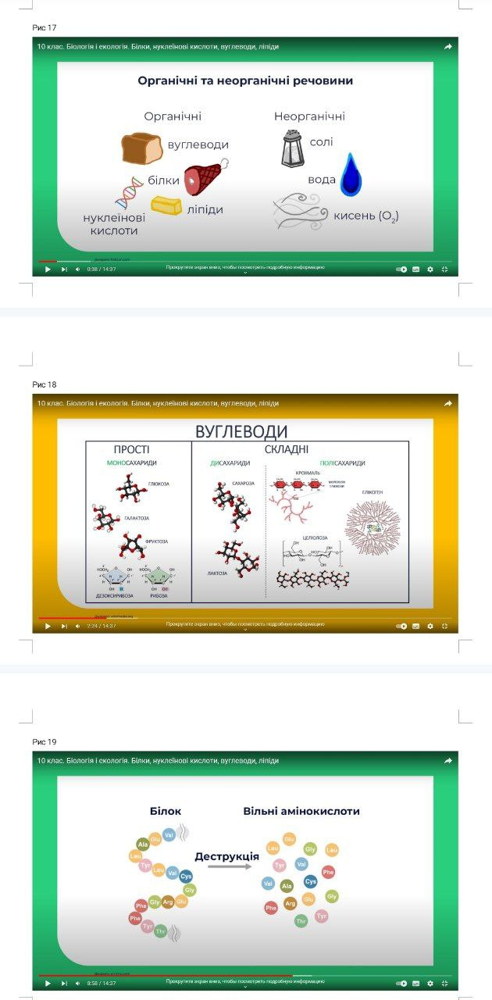 Рис 17
10 клас. Біологія і екологія. Білки, нуклеїнові кислоти, вуглеводи, ліпіди
Органічні та неорганічні речовини
Органічні
Неорганічні
вуглеводи
солі
білки
вода
ліпіди
нуклеїнові
кислоти
кисень (O₂)
0:38 / 14:37
Прокрутите экран вниз, чтобы посмотреть подробную информацию
Рис 18
10 клас. Біологія і екологія. Білки, нуклеїнові кислоти, вуглеводи, ліпіди
ВУГЛЕВОДИ
ПРОСТІ
СКЛАДНІ
МОНОСАХАРИДИ
ДИСАХАРИДИ
ПОЛІСАХАРИДИ
ГЛЮКОЗА
ГАЛАКТОЗА
ФРУКТОЗА
ДЕЗОКСИРИБОЗА
РИБОЗА
САХАРОЗА
ЛАКТОЗА
КРОХМАЛЬ
МОЛЕКУЛИ
ГЛЮКОЗИ
ГЛІКОГЕН
ЦЕЛЮЛОЗА
2:24 / 14:37
Прокрутите экран вниз, чтобы посмотреть подробную информацию
Рис 19
10 клас. Біологія і екологія. Білки, нуклеїнові кислоти, вуглеводи, ліпіди
Білок
Вільні амінокислоти
Деструкція
Ala Glu Val
Leu Tyr Leu Val Cys
Gly
Phe Gly Arg Glu
Phe Tyr Thr
Leu Glu Gly Leu
Tyr Val Phe
Val Ala Cys
Phe Arg Glu Gly
Thr Tyr
8:58 / 14:37
Прокрутите экран вниз, чтобы посмотреть подробную информацию